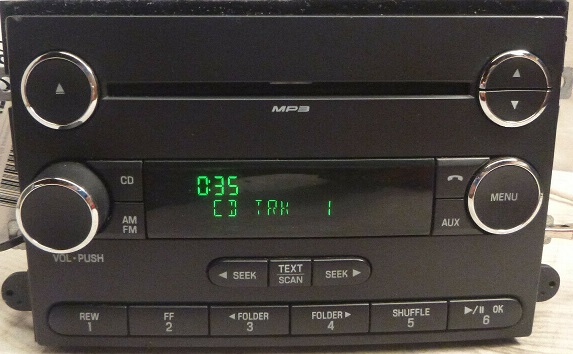 MP3
0:35
CD TRK 1
CD
AM
FM
VOL-PUSH
MENU
AUX
◄ SEEK
TEXT
SCAN
SEEK ►
REW
1
FF
2
◄ FOLDER
3
FOLDER ►
4
SHUFFLE
5
►/II OK
6